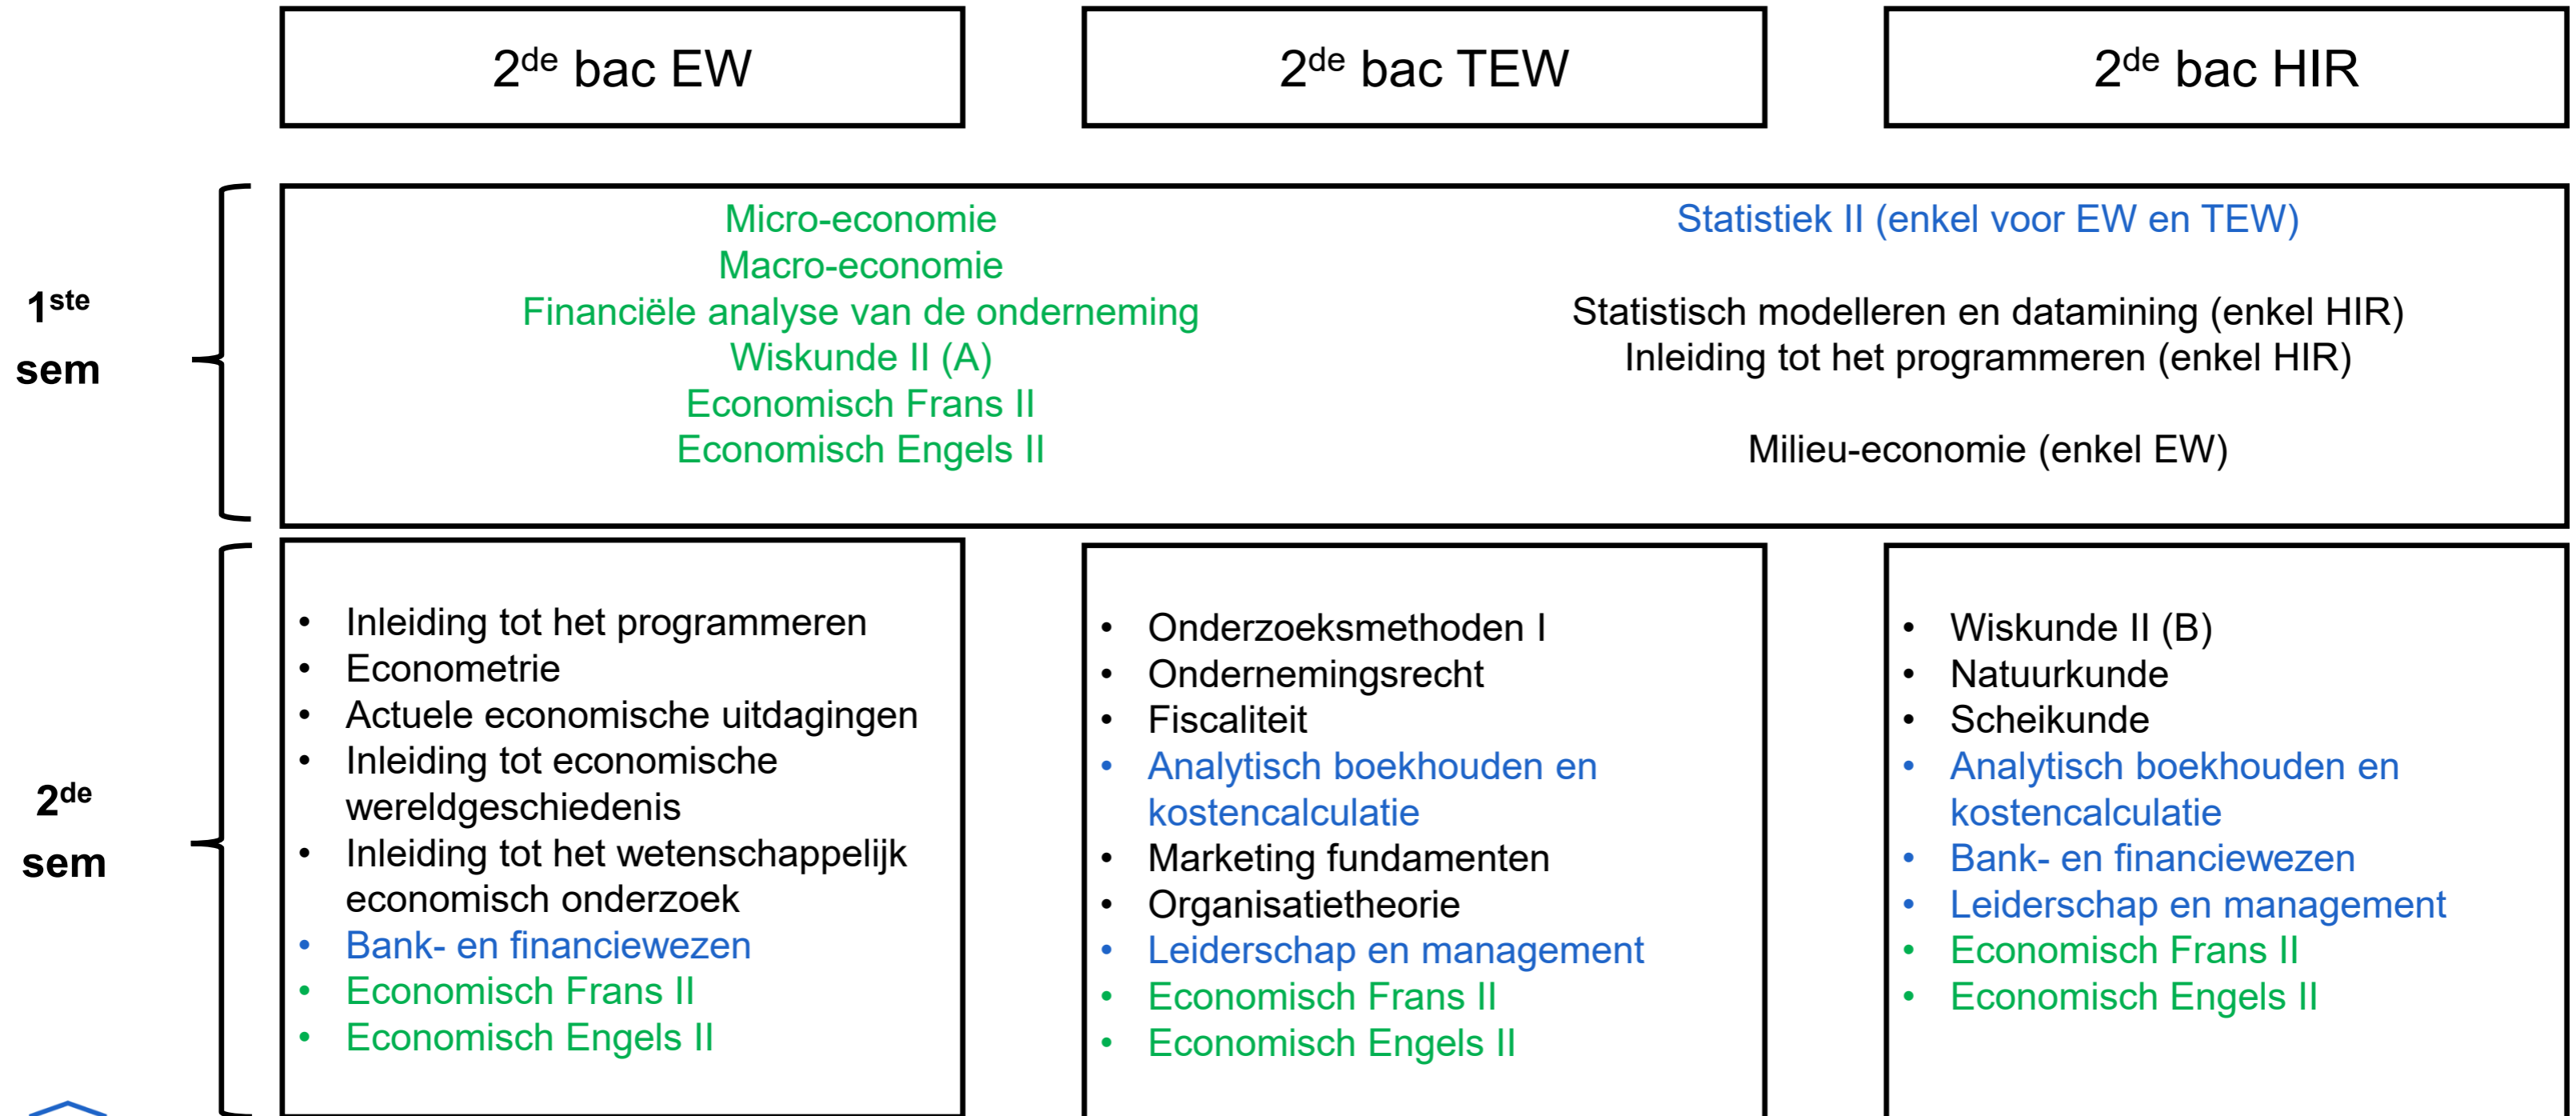 2de bac EW
2de bac TEW
2de bac HIR
1ste
sem
Micro-economie
Macro-economie
Financiële analyse van de onderneming
Wiskunde II (A)
Economisch Frans II
Economisch Engels II
Statistiek II (enkel voor EW en TEW)
Statistisch modelleren en datamining (enkel HIR)
Inleiding tot het programmeren (enkel HIR)
Milieu-economie (enkel EW)
2de
sem
• Inleiding tot het programmeren
• Econometrie
• Actuele economische uitdagingen
• Inleiding tot economische
wereldgeschiedenis
• Inleiding tot het wetenschappelijk
economisch onderzoek
• Bank- en financiewezen
• Economisch Frans II
• Economisch Engels II
• Onderzoeksmethoden I
• Ondernemingsrecht
• Fiscaliteit
• Analytisch boekhouden en
kostencalculatie
• Marketing fundamenten
• Organisatietheorie
• Leiderschap en management
• Economisch Frans II
• Economisch Engels II
• Wiskunde II (B)
• Natuurkunde
• Scheikunde
• Analytisch boekhouden en
kostencalculatie
• Bank- en financiewezen
• Leiderschap en management
• Economisch Frans II
• Economisch Engels II